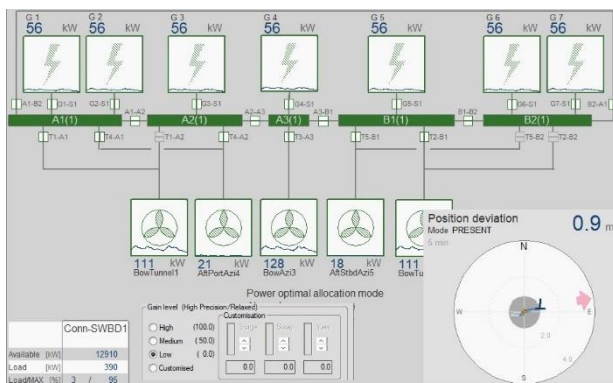 G 1 G 2 G 3 G 4 G 5 G 6 G 7
56 kW 56 kW 56 kW 56 kW 56 kW 56 kW 56 kW
A1-B2 G1-S1 G2-S1 A1-A2 G3-S1 A2-A3 G4-S1 A3-B1 G5-S1 B1-B2 G6-S1 G7-S1 B2-A1
A1(1) A2(1) A3(1) B1(1) B2(1)
T1-A1 T4-A1 T1-A2 T4-A2 T3-A3 T5-B1 T2-B1 T5-B2 T2-B2
111 kW 21 kW 128 kW 18 kW 111
BowTunnel1 AftPortAzi4 BowAzi3 AftStbdAzi5 BowTu
Position deviation 0.9 m
Mode PRESENT
5 min
N
W E
2.0
4.0
S
Power optimal allocation mode
Gain level (High Precision/Relaxed)
Customisation
High (100.0) Surge Sway Yaw
Medium (50.0)
Low (0.0)
Customised 0.0 0.0 0.0
Conn-SWBD1
Available [kW] 12910
Load [kW] 390
Load/MAX [%] 3 / 95